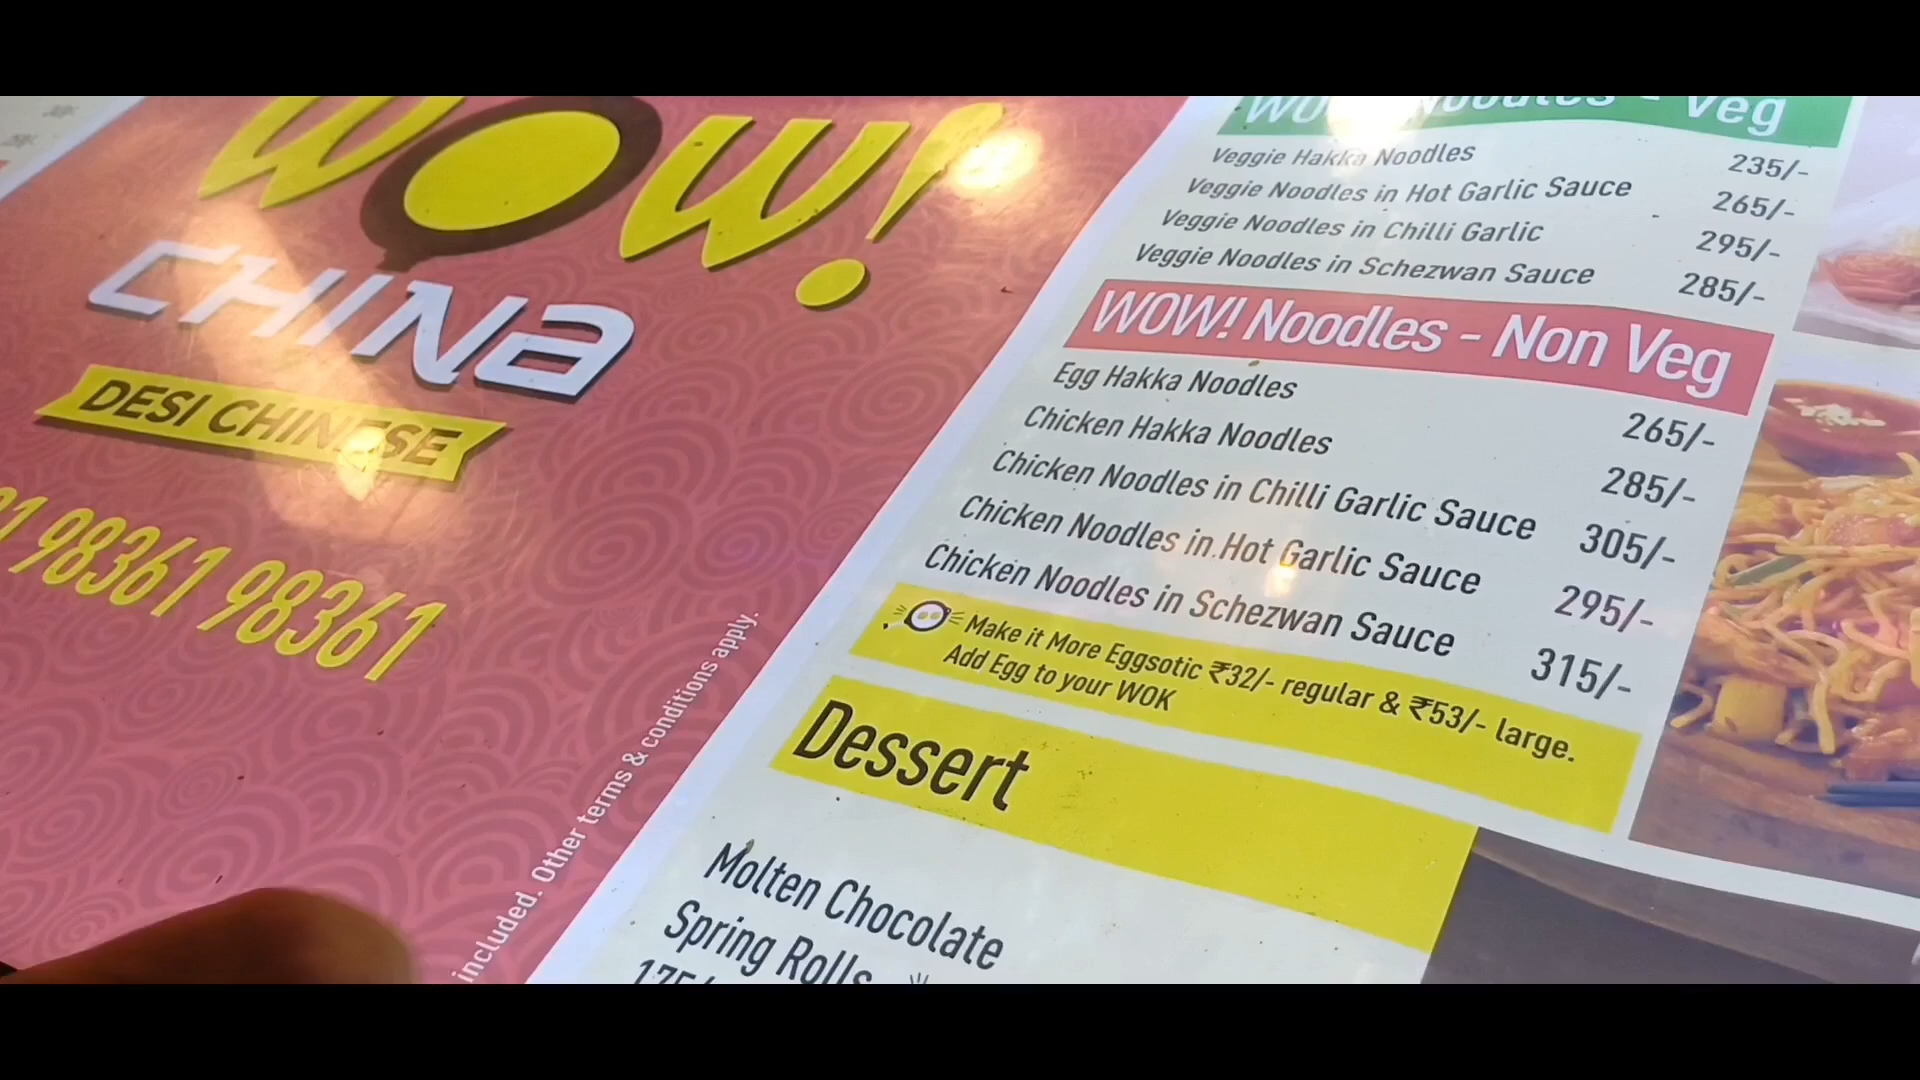 WOW!
CHINA
DESI CHINESE
98361 98361
included. Other terms & conditions apply.
WOW! Noodles - Veg
Veggie Hakka Noodles 235/-
Veggie Noodles in Hot Garlic Sauce 265/-
Veggie Noodles in Chilli Garlic 295/-
Veggie Noodles in Schezwan Sauce 285/-
WOW! Noodles - Non Veg
Egg Hakka Noodles 265/-
Chicken Hakka Noodles 285/-
Chicken Noodles in Chilli Garlic Sauce 305/-
Chicken Noodles in Hot Garlic Sauce 295/-
Chicken Noodles in Schezwan Sauce 315/-
Make it More Eggsotic ₹32/- regular & ₹53/- large.
Add Egg to your WOK
Dessert
Molten Chocolate
Spring Rolls
175/-